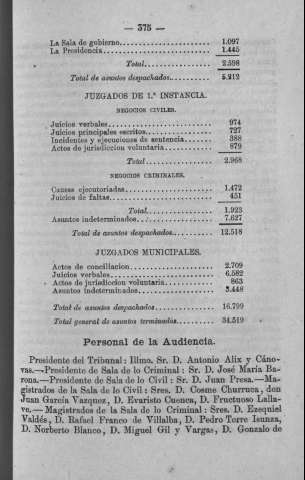 — 375 —
La Sala de gobierno.................. 1.097
La Presidencia........................ 1.445
Total................. 2.598
Total de asuntos despachados........... 5.212
JUZGADOS DE 1.ª INSTANCIA.
NEGOCIOS CIVILES.
Juicios verbales...................... 974
Juicios principales escritos............ 727
Incidentes y ejecuciones de sentencia........ 388
Actos de jurisdiccion voluntaria........... 879
Total................. 2.968
NEGOCIOS CRIMINALES.
Causas ejecutoriadas.................. 1.472
Juicios de faltas...................... 451
Total................. 1.923
Asuntos indeterminados................. 7.627
Total de asuntos despachados........... 12.518
JUZGADOS MUNICIPALES.
Actos de conciliacion................. 2.709
Juicios verbales...................... 6.582
Actos de jurisdiccion voluntaria........... 863
Asuntos indeterminados................
Total de asuntos despachados........... 16.799
Total general de asuntos terminados....... 34.519
Personal de la Audiencia.
Presidente del Tribunal: Illmo. Sr. D. Antonio Alix y Cáno-
vas.—Presidente de Sala de lo Criminal: Sr. D. José María Ba-
rona.—Presidente de Sala de lo Civil: Sr. D. Juan Presa.—Ma-
gistrados de la Sala de lo Civil: Sres. D. Cosme Churruca, don
Juan García Vazquez, D. Evaristo Cuenca, D. Fructuoso Lalla-
ve.—Magistrados de la Sala de lo Criminal: Sres. D. Ezequiel
Valdés, D. Rafael Franco de Villalba, D. Pedro Torre Isunza,
D. Norberto Blanco, D. Miguel Gil y Vargas, D. Gonzalo de